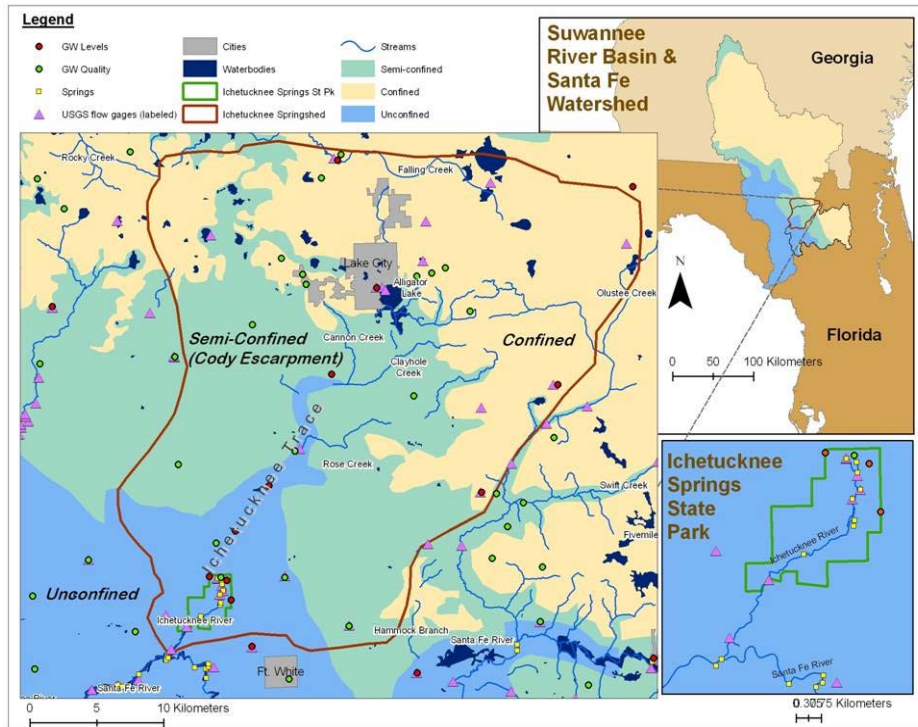 Legend
GW Levels
GW Quality
Springs
USGS flow gages (labeled)
Cities
Waterbodies
Ichetucknee Springs St Pk
Ichetucknee Springshed
Streams
Semi-confined
Confined
Unconfined
Rocky Creek
Falling Creek
Lake City
Alligator
Lake
Olustee Creek
Cannon Creek
Semi-Confined
(Cody Escarpment)
Confined
Clayhole
Creek
Ichetucknee Trace
Rose Creek
Swift Creek
Fivemile
Unconfined
Ichetucknee River
Hammock Branch
Santa Fe River
Ft. White
Santa Fe River
0 5 10 Kilometers
Suwannee
River Basin &
Santa Fe
Watershed
Georgia
N
Florida
0 50 100 Kilometers
Ichetucknee
Springs
State
Park
Ichetucknee River
Santa Fe River